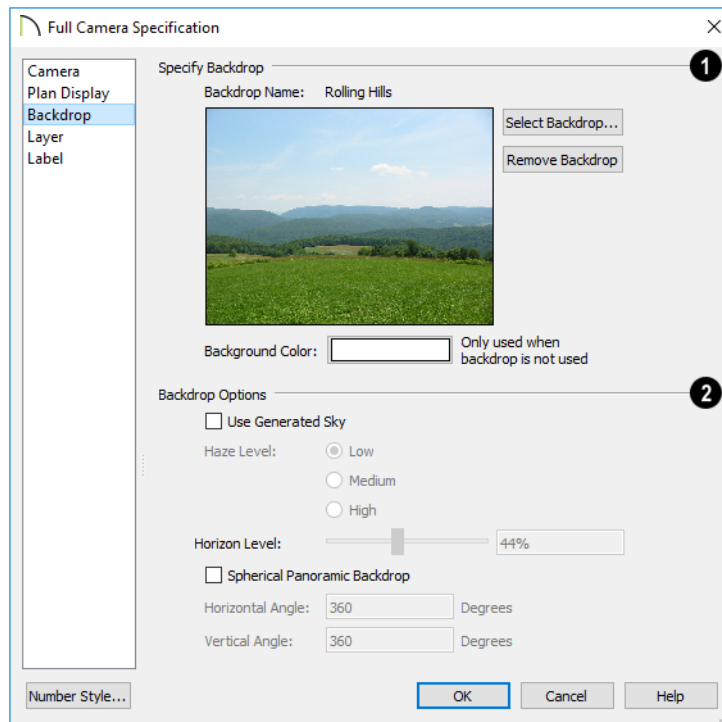 Full Camera Specification
Camera
Plan Display
Backdrop
Layer
Label
Specify Backdrop
1
Backdrop Name: Rolling Hills
Select Backdrop...
Remove Backdrop
Background Color:
Only used when
backdrop is not used
Backdrop Options
2
Use Generated Sky
Haze Level:
Low
Medium
High
Horizon Level:
44%
Spherical Panoramic Backdrop
Horizontal Angle: 360 Degrees
Vertical Angle: 360 Degrees
Number Style...
OK
Cancel
Help